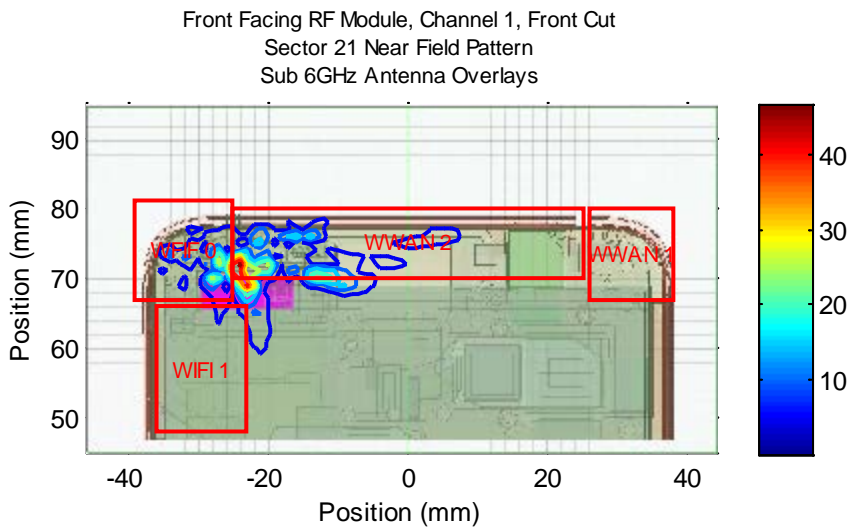 Front Facing RF Module, Channel 1, Front Cut
Sector 21 Near Field Pattern
Sub 6GHz Antenna Overlays
90
80
70
60
50
Position (mm)
WIFI 0
WWAN 2
WWAN 1
WIFI 1
-40
-20
0
20
40
Position (mm)
40
30
20
10